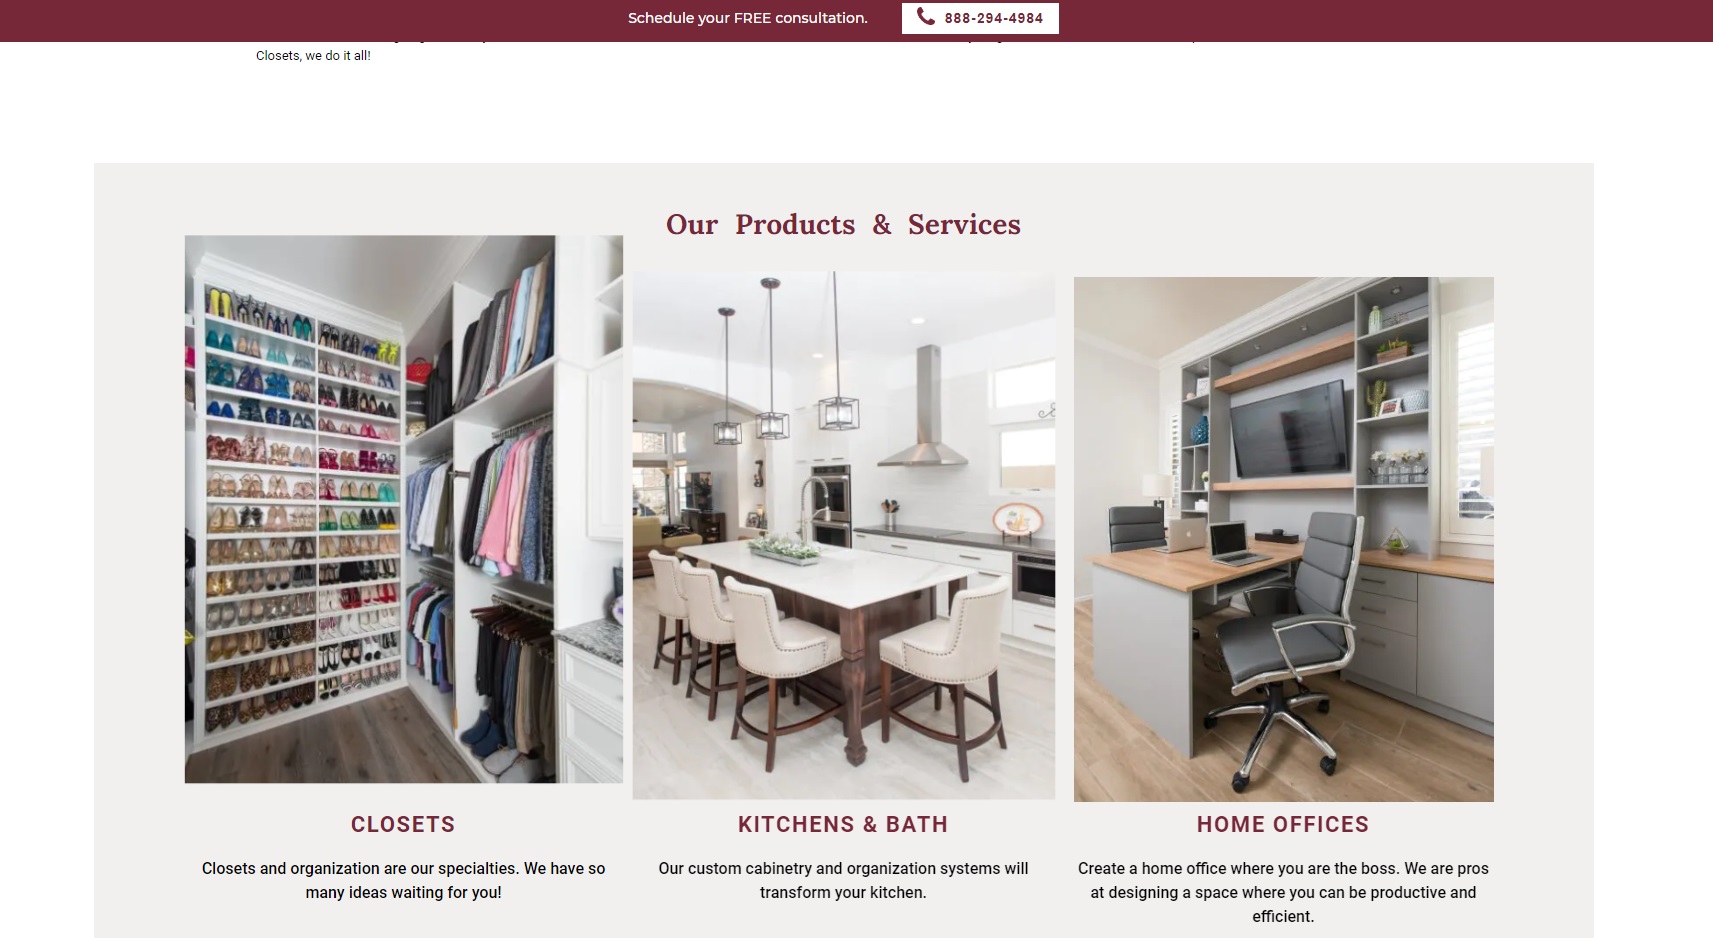 Schedule your FREE consultation.
888-294-4984
Closets, we do it all!
Our Products & Services
CLOSETS
KITCHENS & BATH
HOME OFFICES
Closets and organization are our specialties. We have so
many ideas waiting for you!
Our custom cabinetry and organization systems will
transform your kitchen.
Create a home office where you are the boss. We are pros
at designing a space where you can be productive and
efficient.